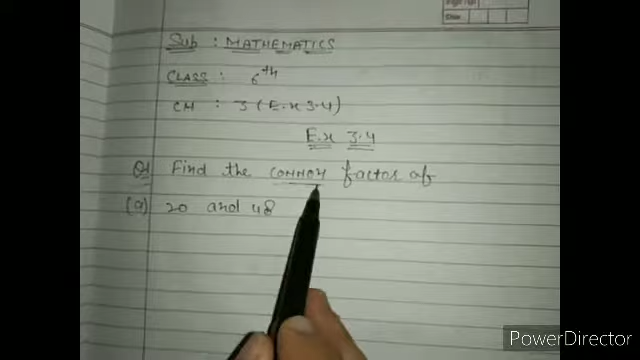 Sub : MATHEMATICS
CLASS : 6th
CH : 3 (E.x 3.4)
E.x 3.4
Q1 Find the COMMON factor of
(a) 20 and 48
Date
PowerDirector